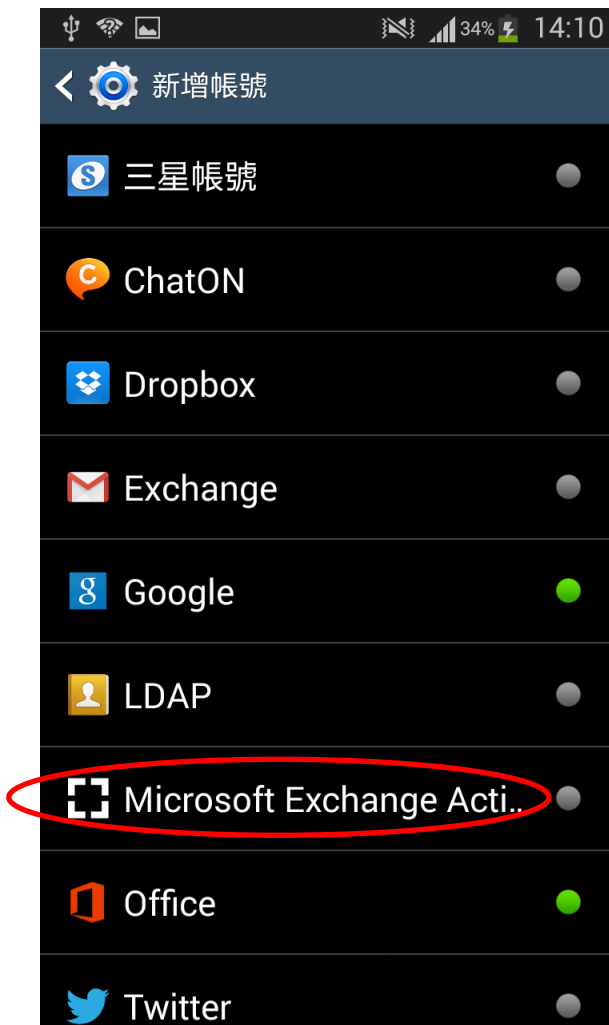 34% 14:10
新增帳號
三星帳號
ChatON
Dropbox
Exchange
Google
LDAP
Microsoft Exchange Acti..
Office
Twitter